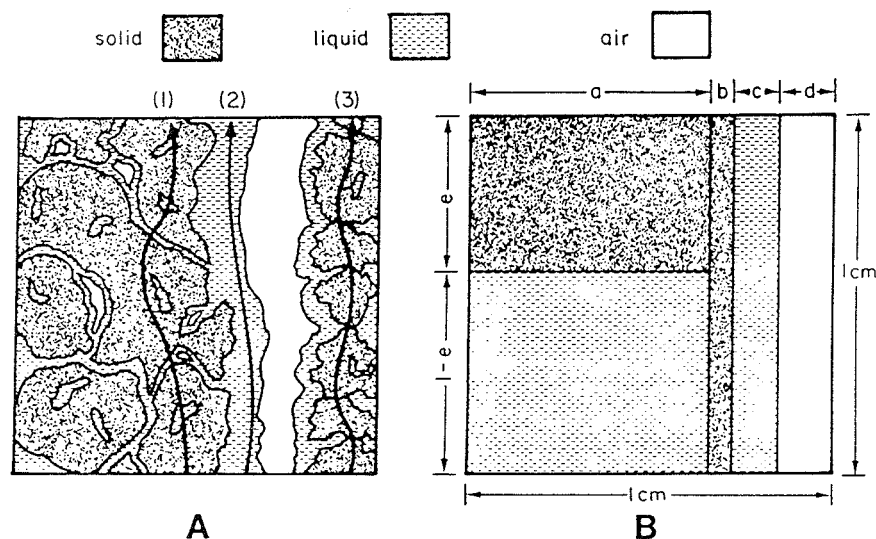 solid liquid air
(1) (2) (3)
a b c d
e
1-e
1cm
1cm
A B